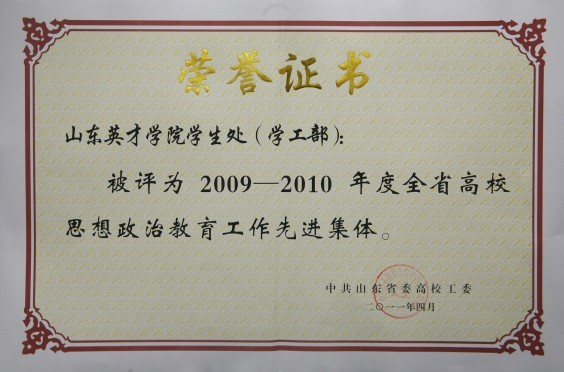 荣誉证书
山东英才学院学生处(学工部):
被评为 2009—2010 年度全省高校
思想政治教育工作先进集体。
中共山东省委高校工委
二〇一一年四月